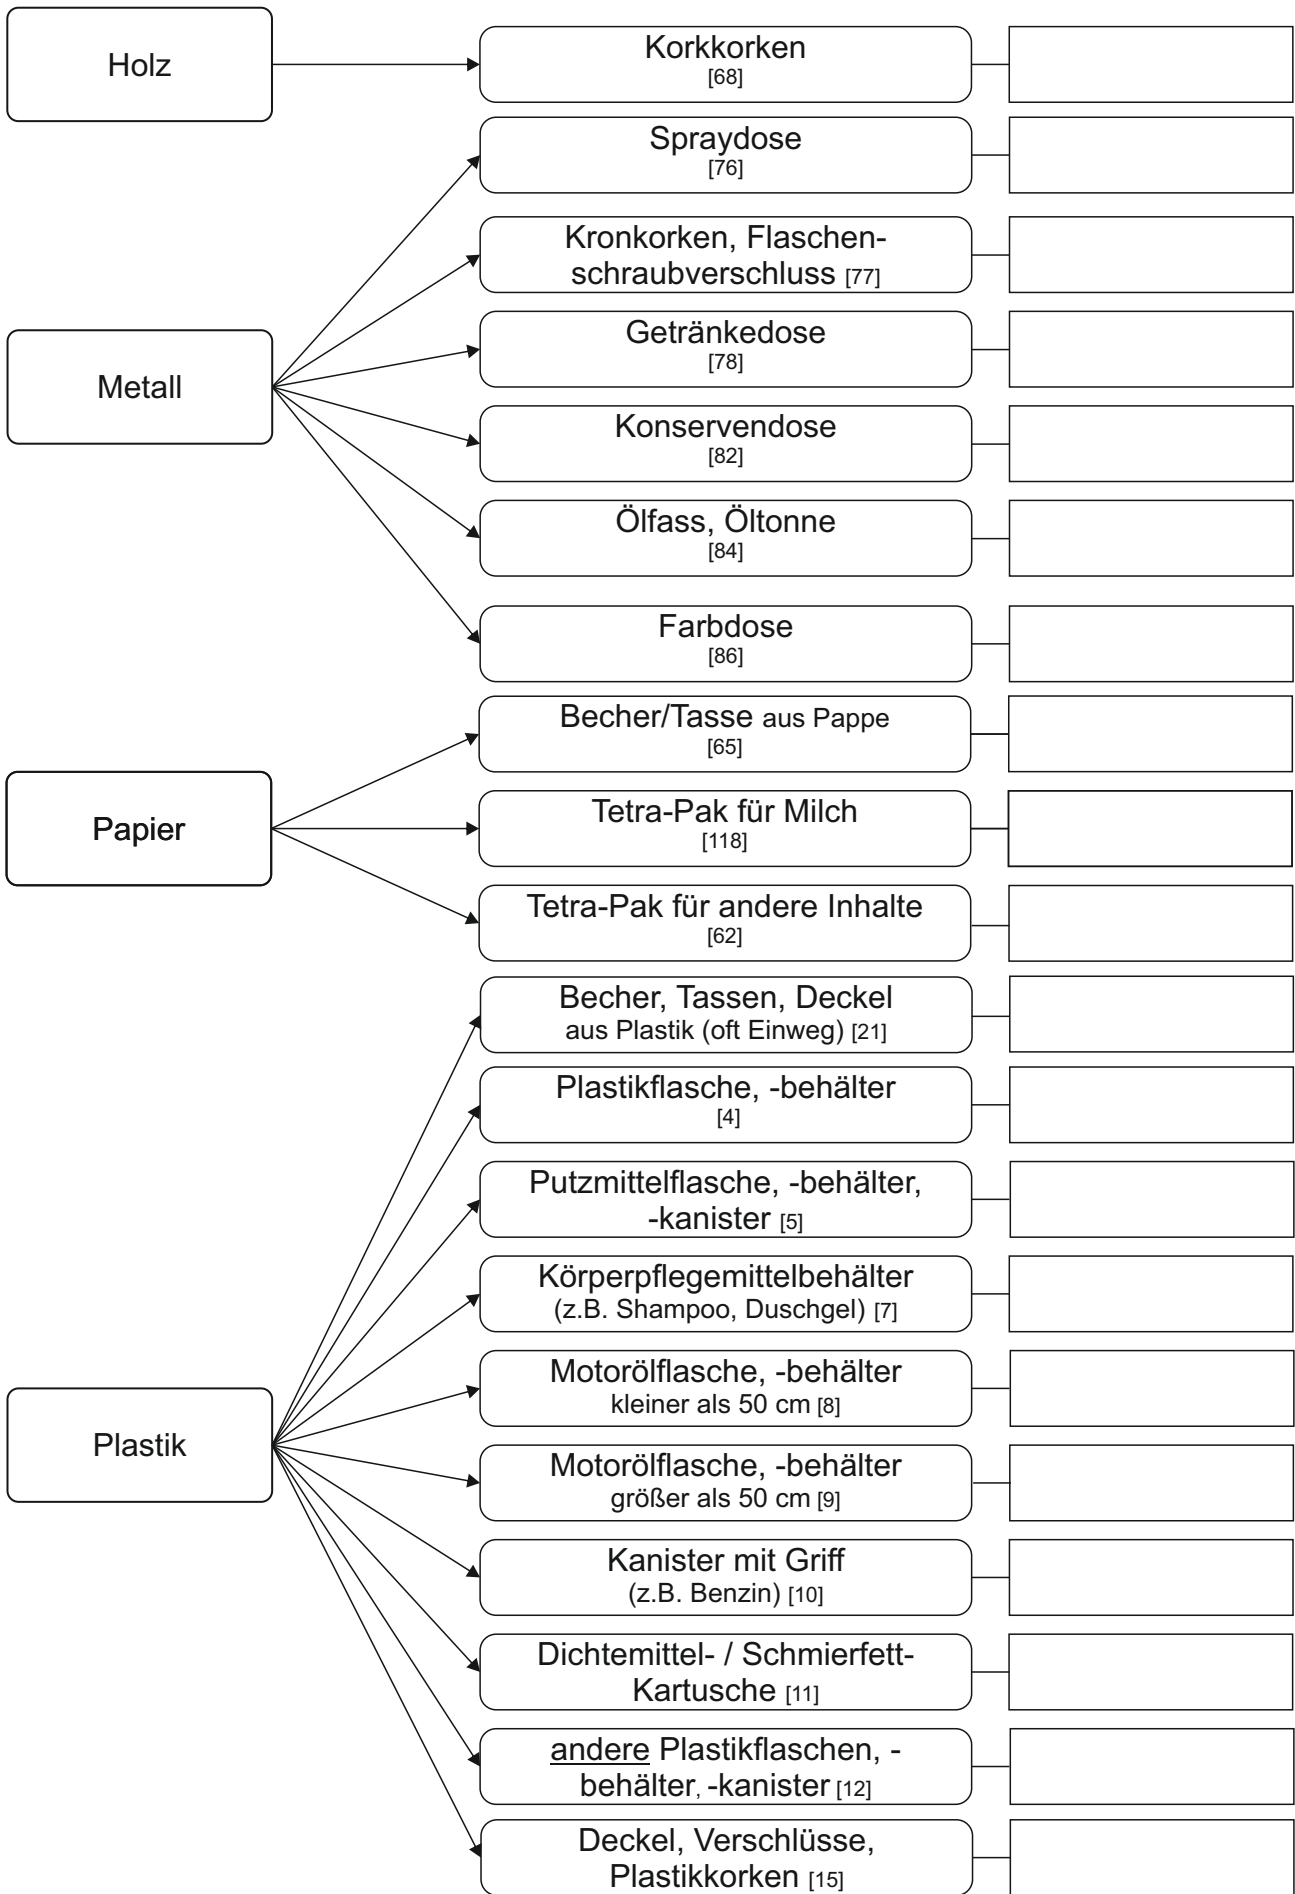 Holz
Korkkorken
[68]
Spraydose
[76]
Kronkorken, Flaschen-
schraubverschluss [77]
Getränkedose
[78]
Metall
Konservendose
[82]
Ölfass, Öltonne
[84]
Farbdose
[86]
Becher/Tasse aus Pappe
[65]
Papier
Tetra-Pak für Milch
[118]
Tetra-Pak für andere Inhalte
[62]
Becher, Tassen, Deckel
aus Plastik (oft Einweg) [21]
Plastikflasche, -behälter
[4]
Putzmittelflasche, -behälter,
-kanister [5]
Körperpflegemittelbehälter
(z.B. Shampoo, Duschgel) [7]
Motorölflasche, -behälter
kleiner als 50 cm [8]
Plastik
Motorölflasche, -behälter
größer als 50 cm [9]
Kanister mit Griff
(z.B. Benzin) [10]
Dichtemittel- / Schmierfett-
Kartusche [11]
andere Plastikflaschen, -
behälter, -kanister [12]
Deckel, Verschlüsse,
Plastikkorken [15]